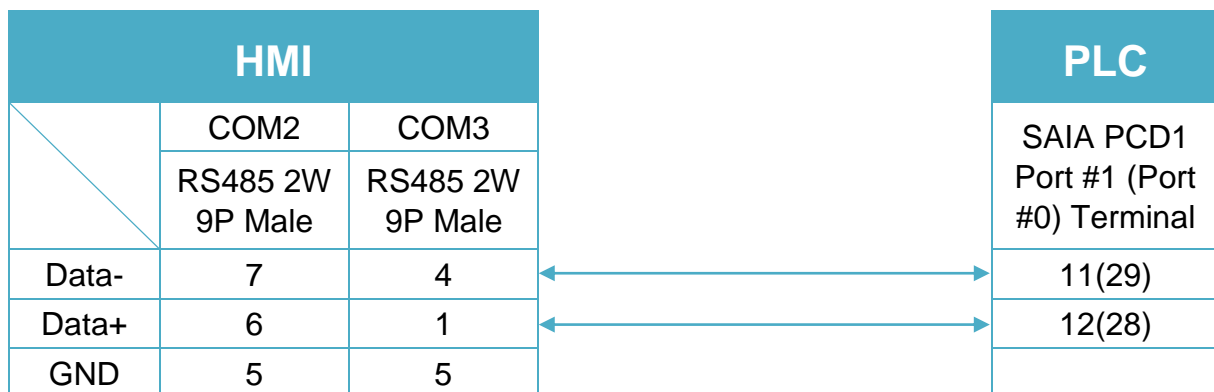 HMI PLC
COM2 COM3
RS485 2W
9P Male
RS485 2W
9P Male
SAIA PCD1
Port #1 (Port
#0) Terminal
Data- 7 4 11(29)
Data+ 6 1 12(28)
GND 5 5